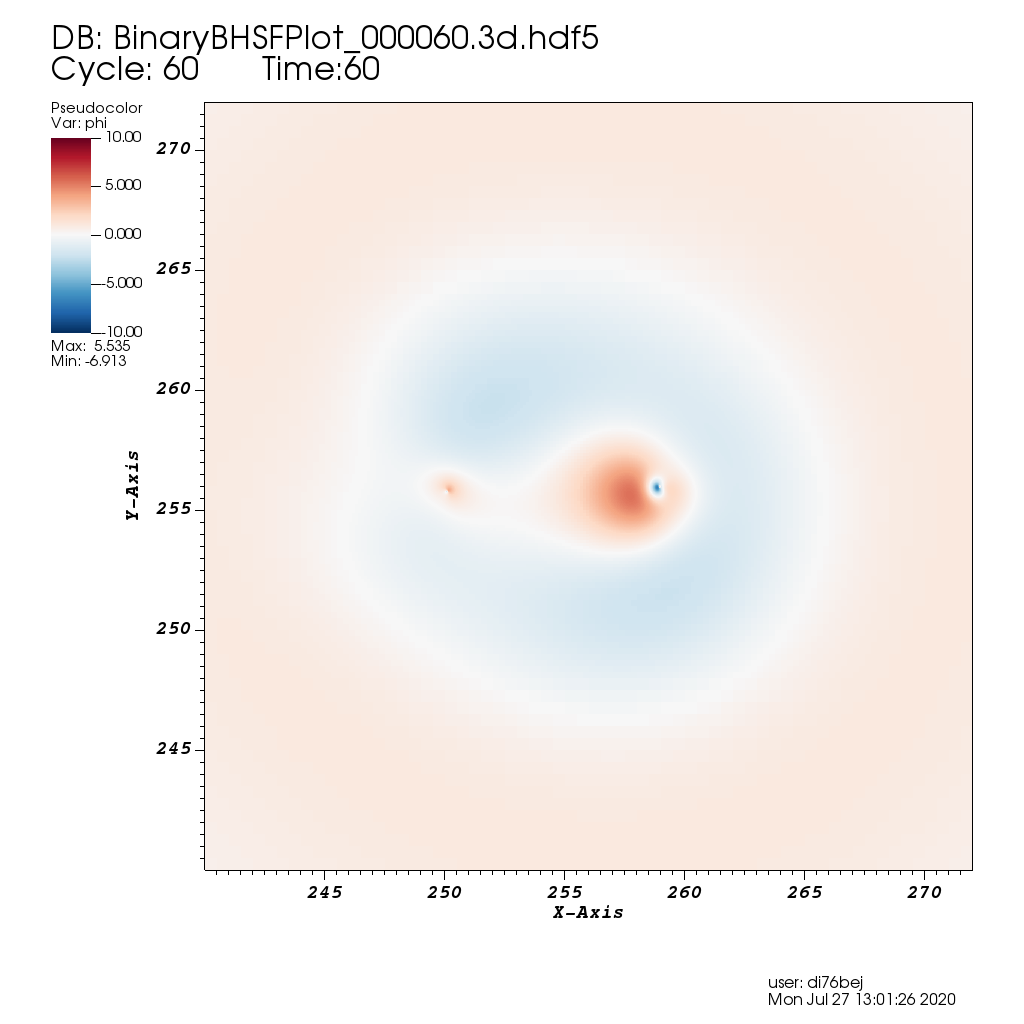 DB: BinaryBHSFPlot_000060.3d.hdf5
Cycle: 60 Time:60
Pseudocolor
Var: phi
10.00
5.000
0.000
-5.000
-10.00
Max: 5.535
Min: -6.913
270
265
260
255
250
245
Y-Axis
245 250 255 260 265 270
X-Axis
user: di76bej
Mon Jul 27 13:01:26 2020